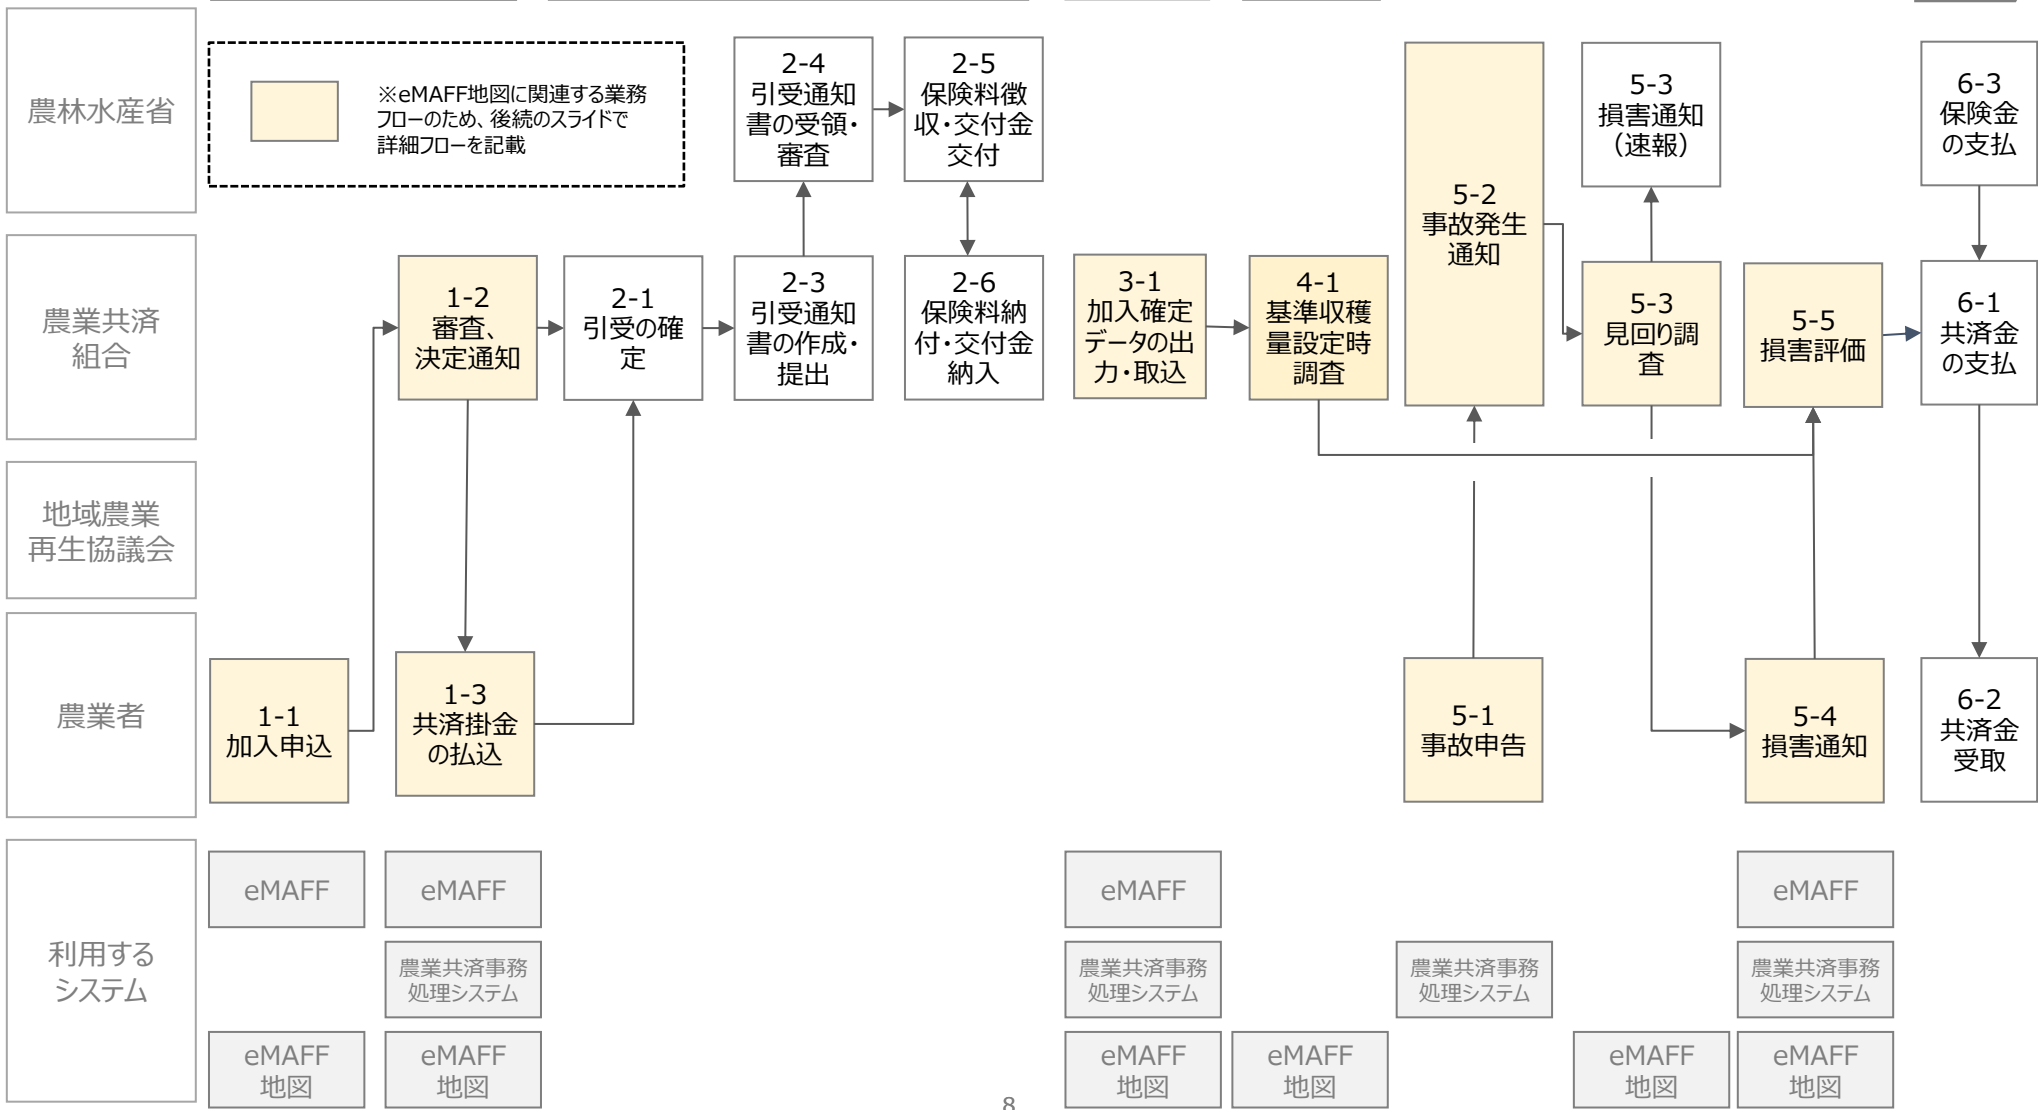 農林水産省
※eMAFF地図に関連する業務
フローのため、後続のスライドで
詳細フローを記載
2-4
引受通知
書の受領・
審査
2-5
保険料徴
収・交付金
交付
5-2
事故発生
通知
5-3
損害通知
（速報）
6-3
保険金
の支払
農業共済
組合
1-2
審査、
決定通知
2-1
引受の確
定
2-3
引受通知
書の作成・
提出
2-6
保険料納
付・交付金
納入
3-1
加入確定
データの出
力・取込
4-1
基準収穫
量設定時
調査
5-3
見回り調
査
5-5
損害評価
6-1
共済金
の支払
地域農業
再生協議会
農業者
1-1
加入申込
1-3
共済掛金
の払込
5-1
事故申告
5-4
損害通知
6-2
共済金
受取
利用する
システム
eMAFF
eMAFF
eMAFF
eMAFF
農業共済事務
処理システム
農業共済事務
処理システム
農業共済事務
処理システム
農業共済事務
処理システム
eMAFF
地図
eMAFF
地図
eMAFF
地図
eMAFF
地図
eMAFF
地図
eMAFF
地図
8